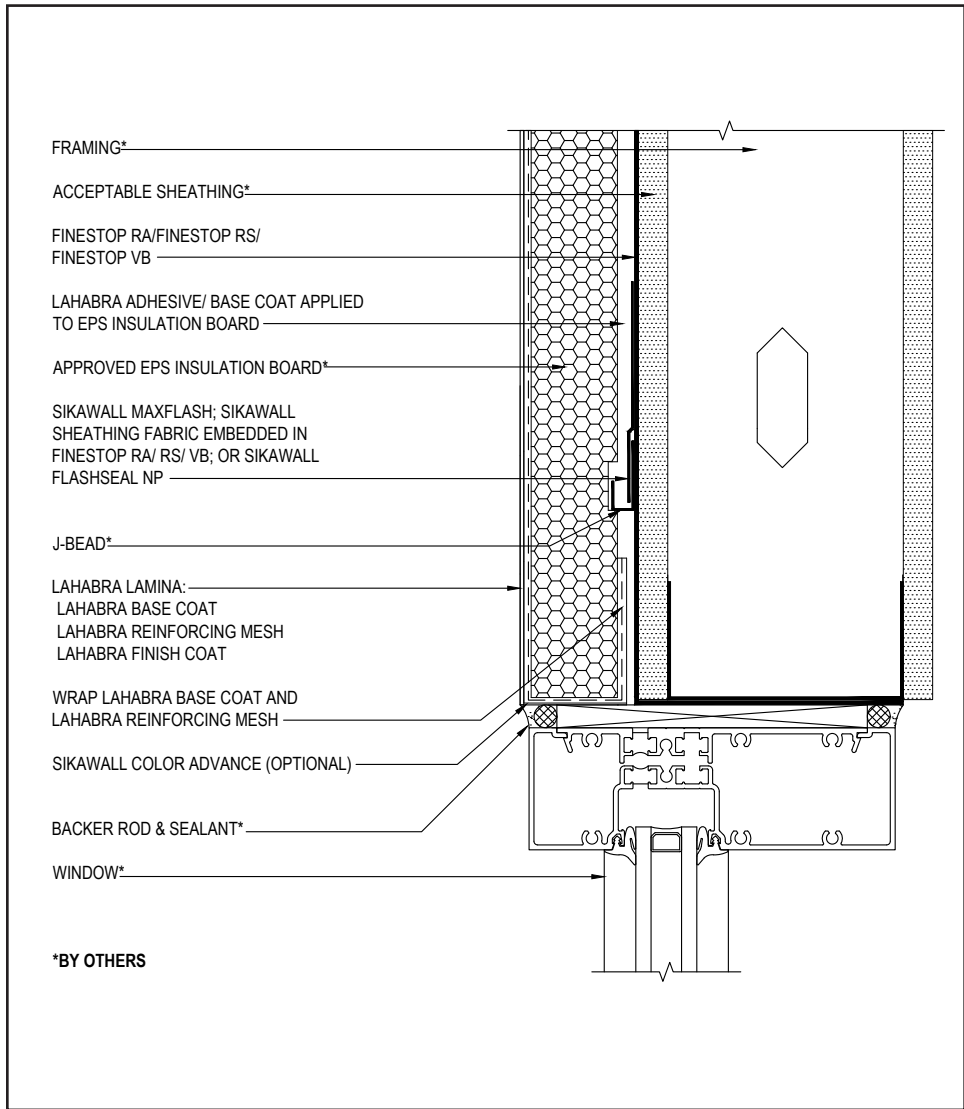 FRAMING*
ACCEPTABLE SHEATHING*
FINESTOP RA/FINESTOP RS/
FINESTOP VB
LAHABRA ADHESIVE/ BASE COAT APPLIED
TO EPS INSULATION BOARD
APPROVED EPS INSULATION BOARD*
SIKAWALL MAXFLASH; SIKAWALL
SHEATHING FABRIC EMBEDDED IN
FINESTOP RA/ RS/ VB; OR SIKAWALL
FLASHSEAL NP
J-BEAD*
LAHABRA LAMINA:
LAHABRA BASE COAT
LAHABRA REINFORCING MESH
LAHABRA FINISH COAT
WRAP LAHABRA BASE COAT AND
LAHABRA REINFORCING MESH
SIKAWALL COLOR ADVANCE (OPTIONAL)
BACKER ROD & SEALANT*
WINDOW*
*BY OTHERS